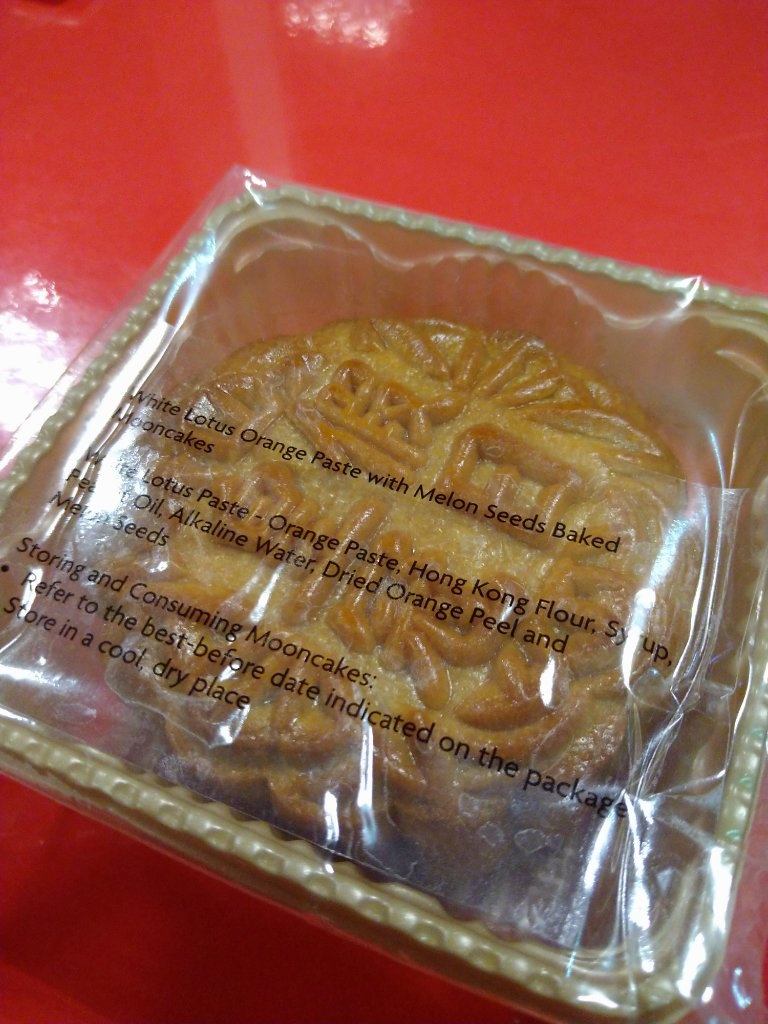 White Lotus Orange Paste with Melon Seeds Baked
Mooncakes
White Lotus Paste - Orange Paste, Hong Kong Flour, Syrup,
Peanut Oil, Alkaline Water, Dried Orange Peel and
Melon Seeds
Storing and Consuming Mooncakes:
• Refer to the best-before date indicated on the package
Store in a cool, dry place